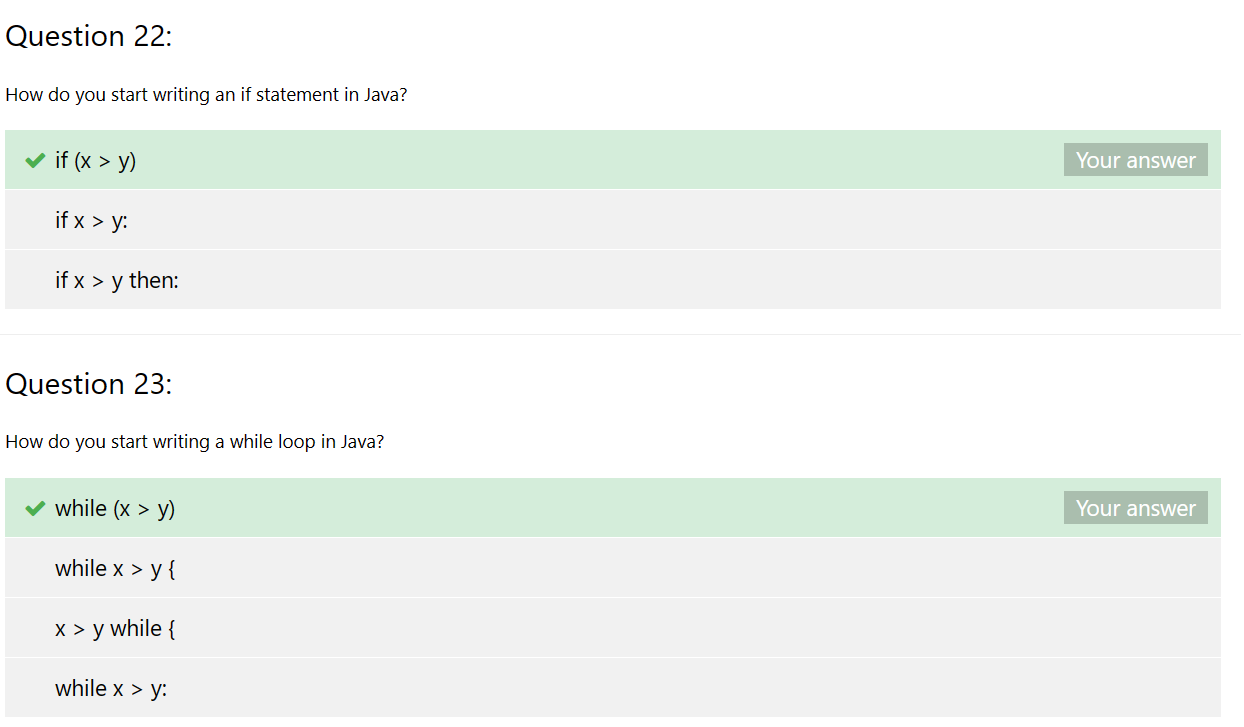 Question 22:
How do you start writing an if statement in Java?
if (x > y)
Your answer
if x > y:
if x > y then:
Question 23:
How do you start writing a while loop in Java?
while (x > y)
Your answer
while x > y {
x > y while {
while x > y: